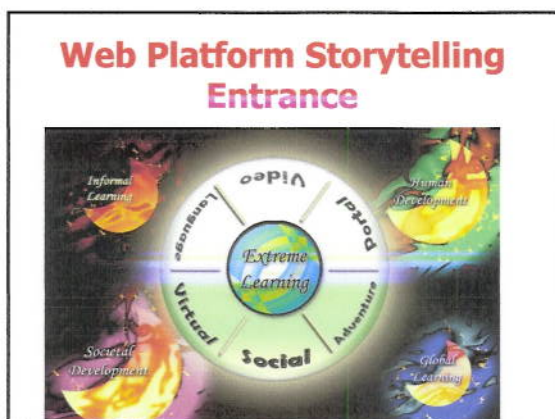 Web Platform Storytelling
Entrance
Informal
Learning
Human
Development
Video
Language
Portal
Extreme
Learning
Virtual
Social
Adventure
Societal
Development
Global
Learning